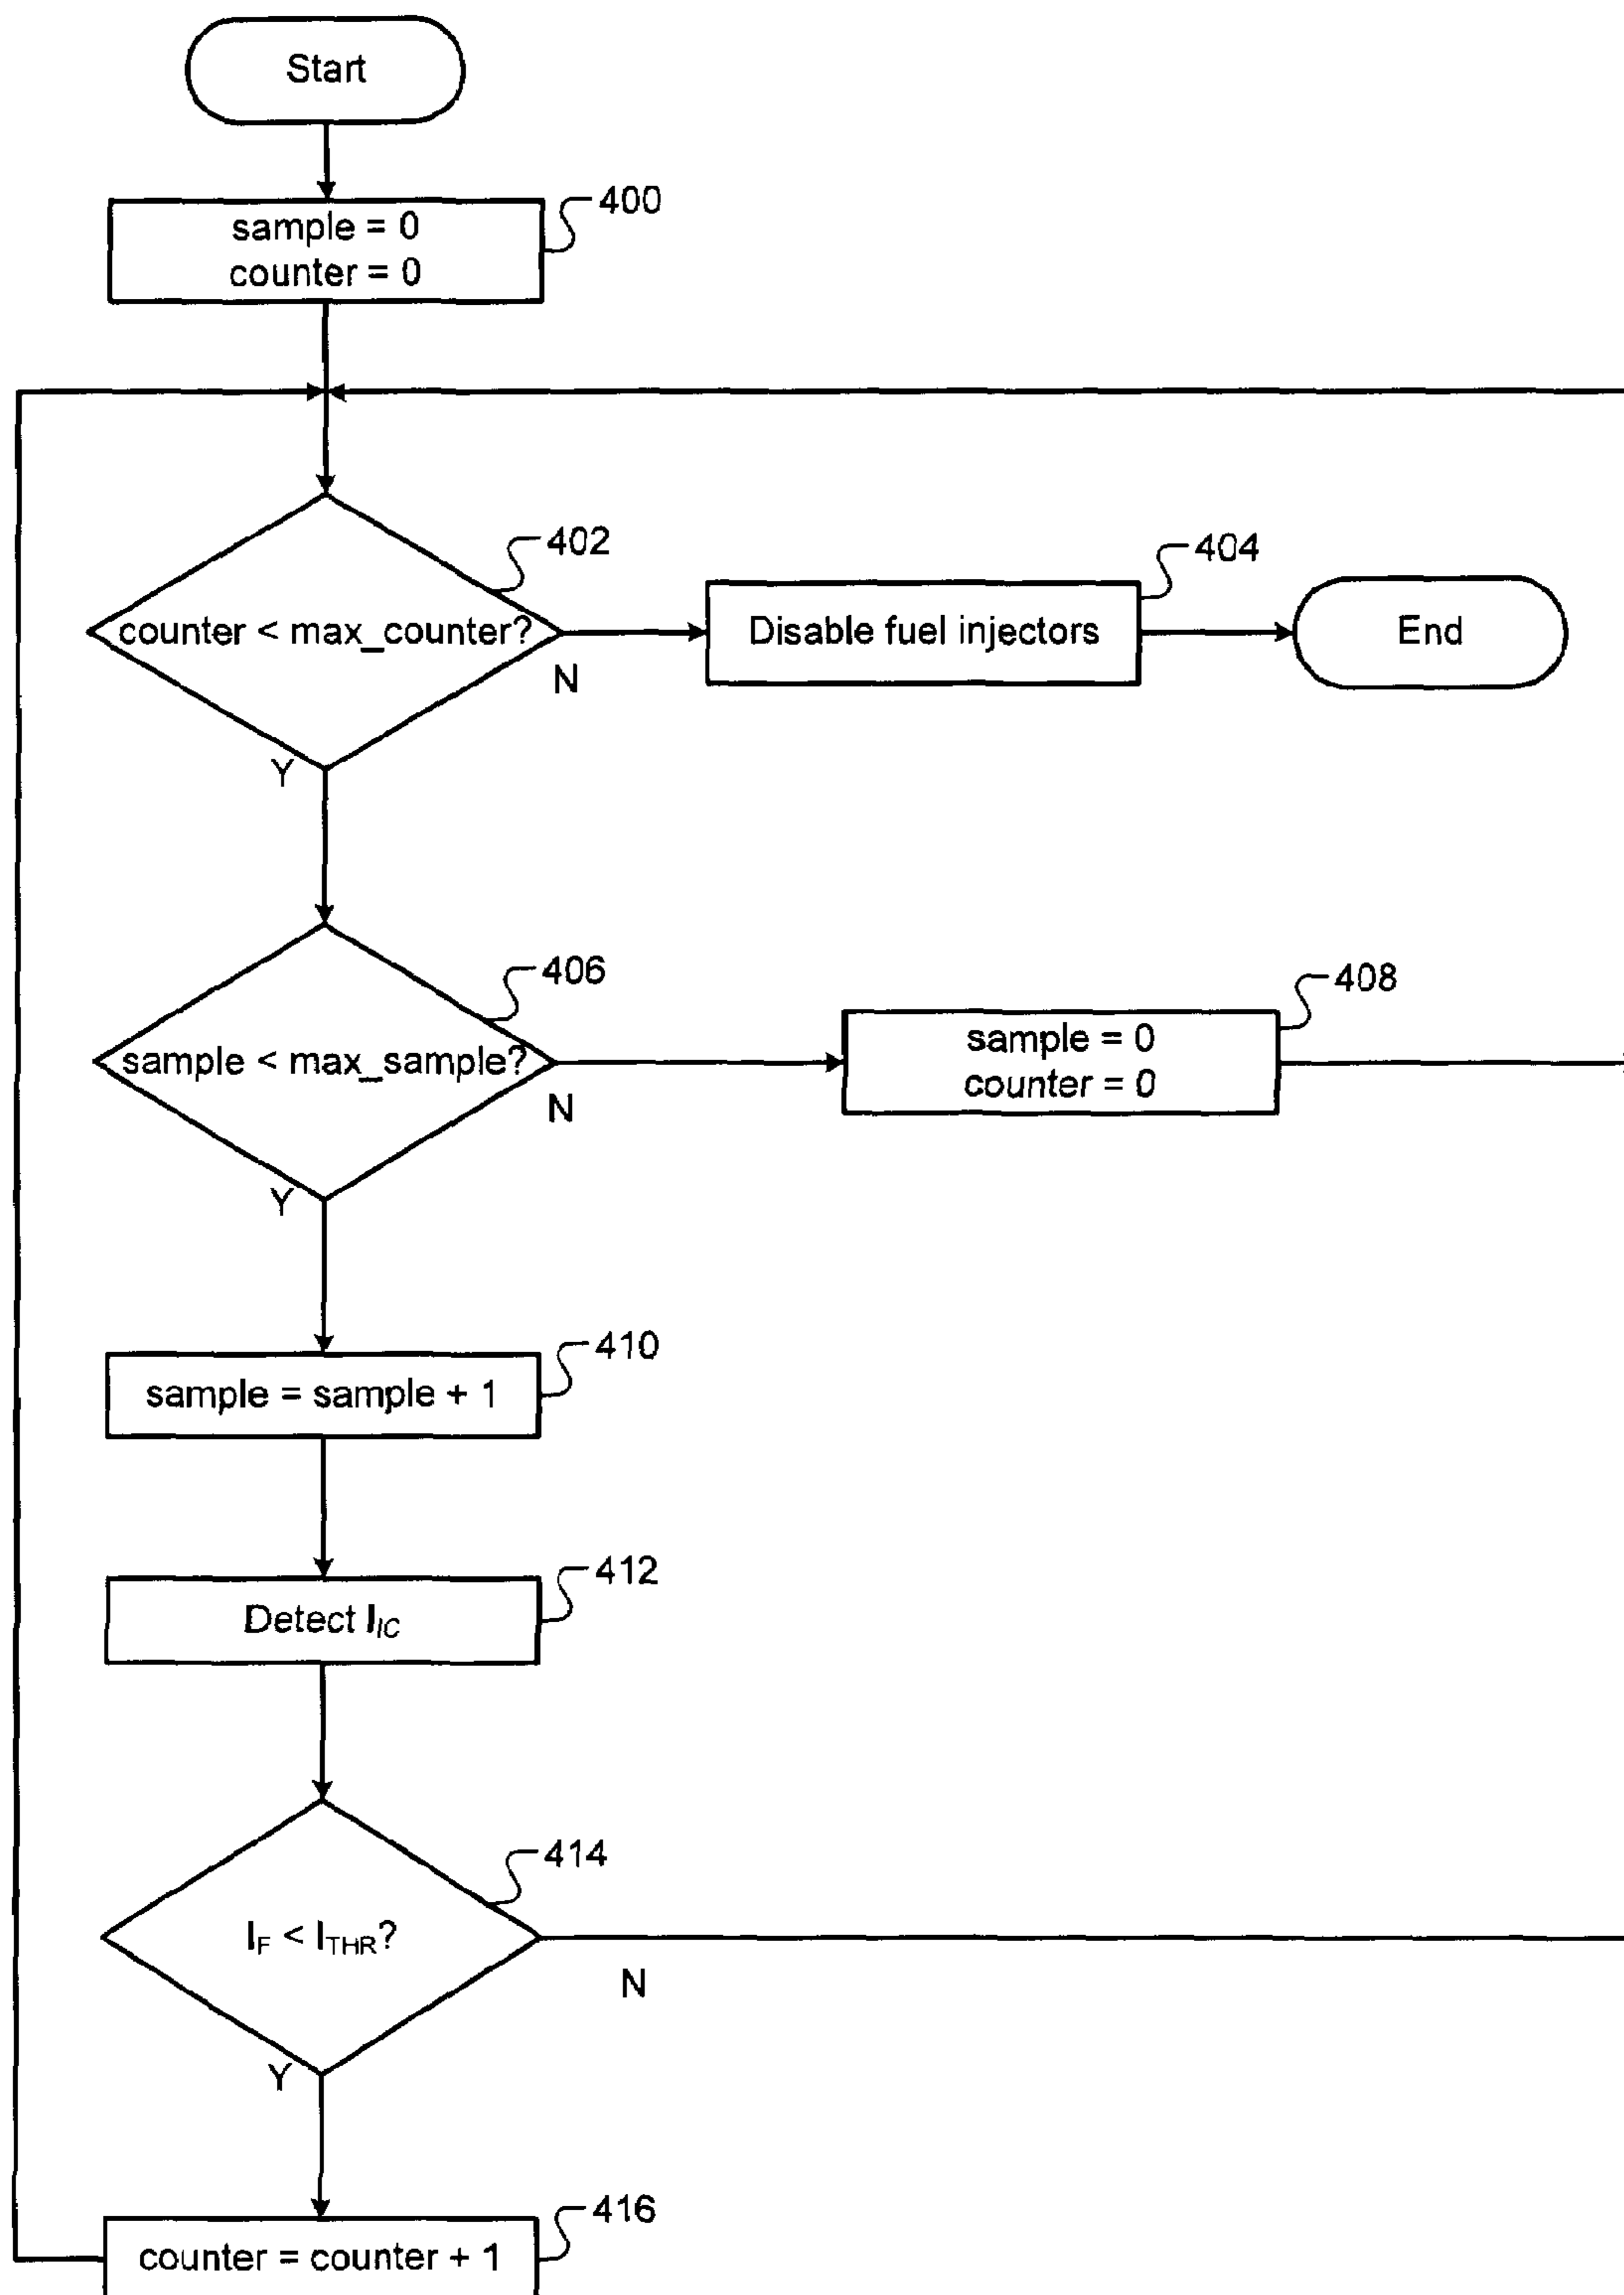 Start
400
sample = 0
counter = 0
402
counter < max_counter?
N
Y
404
Disable fuel injectors
End
406
sample < max_sample?
N
Y
408
sample = 0
counter = 0
410
sample = sample + 1
412
Detect I_IC
414
I_F < I_THR?
N
Y
416
counter = counter + 1